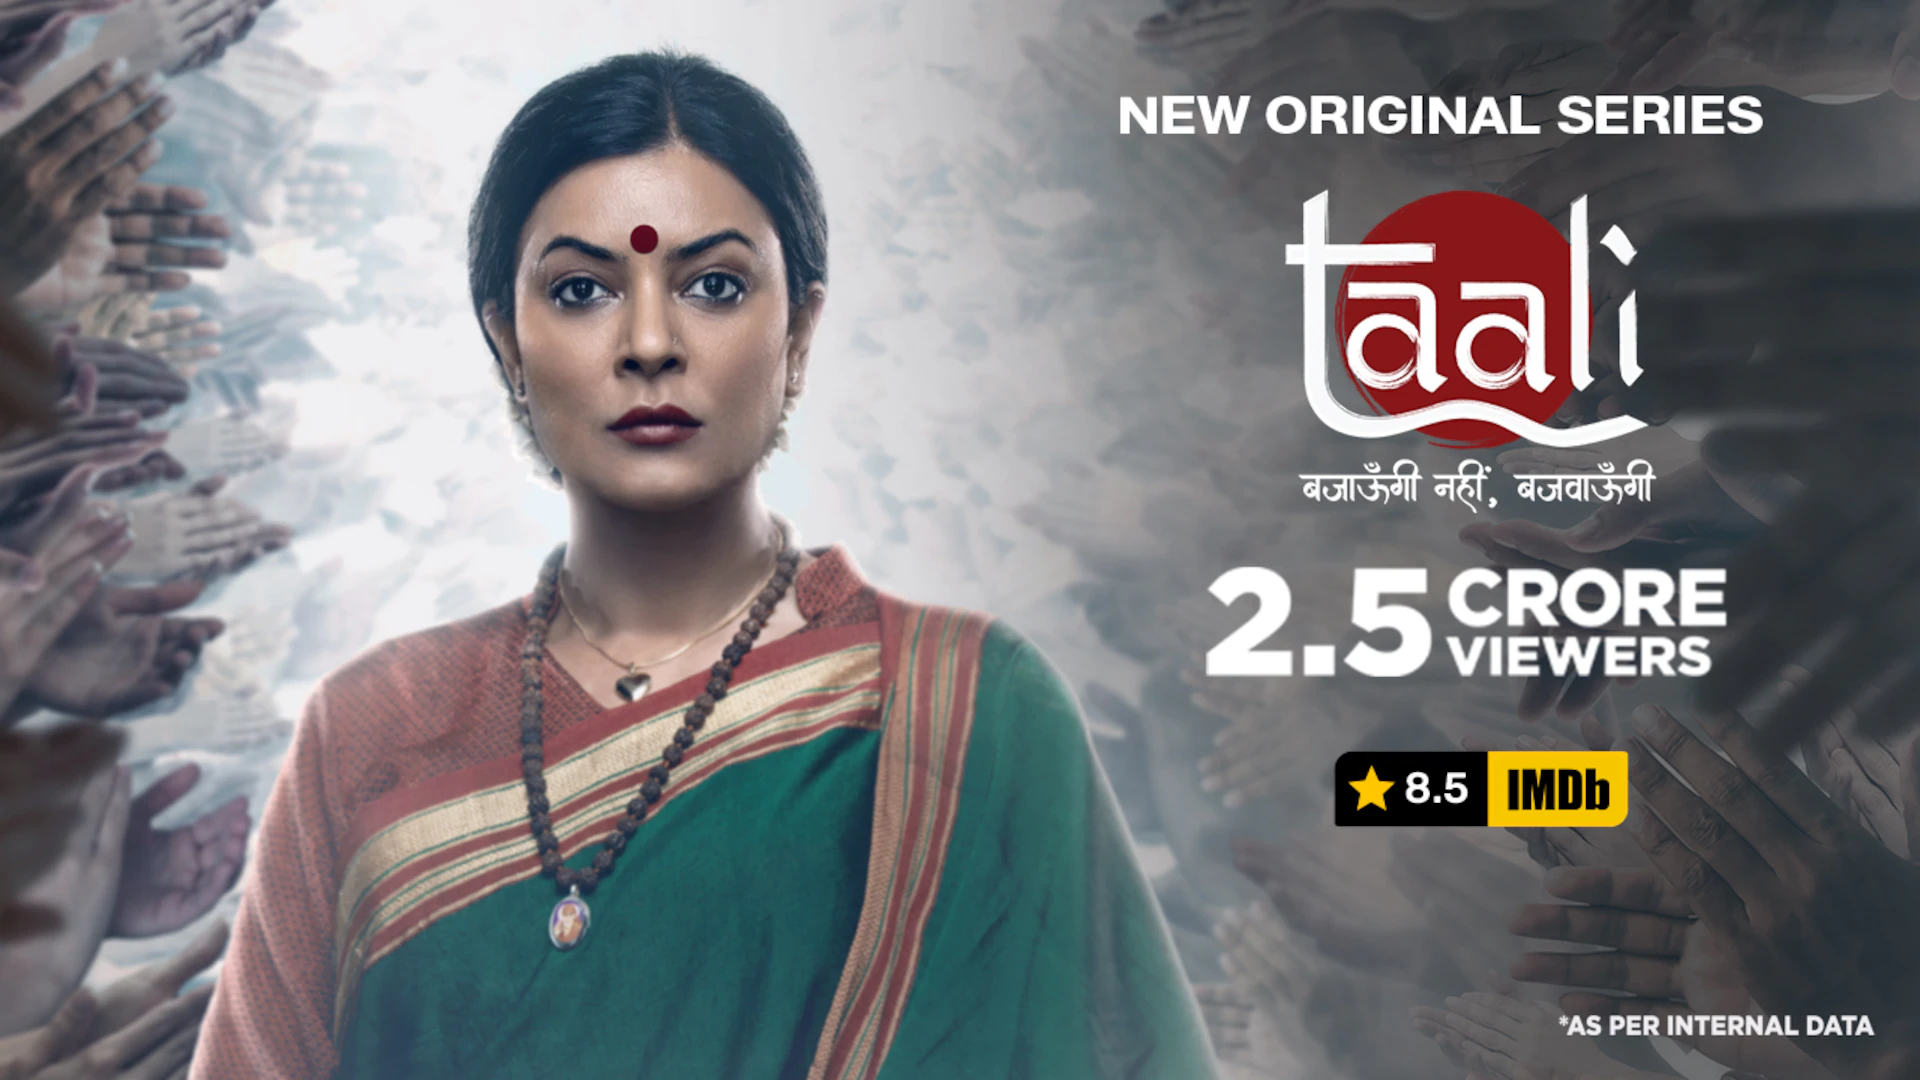 NEW ORIGINAL SERIES
taali
बजाऊँगी नहीं, बजवाऊँगी
2.5 CRORE
VIEWERS
8.5 IMDb
*AS PER INTERNAL DATA